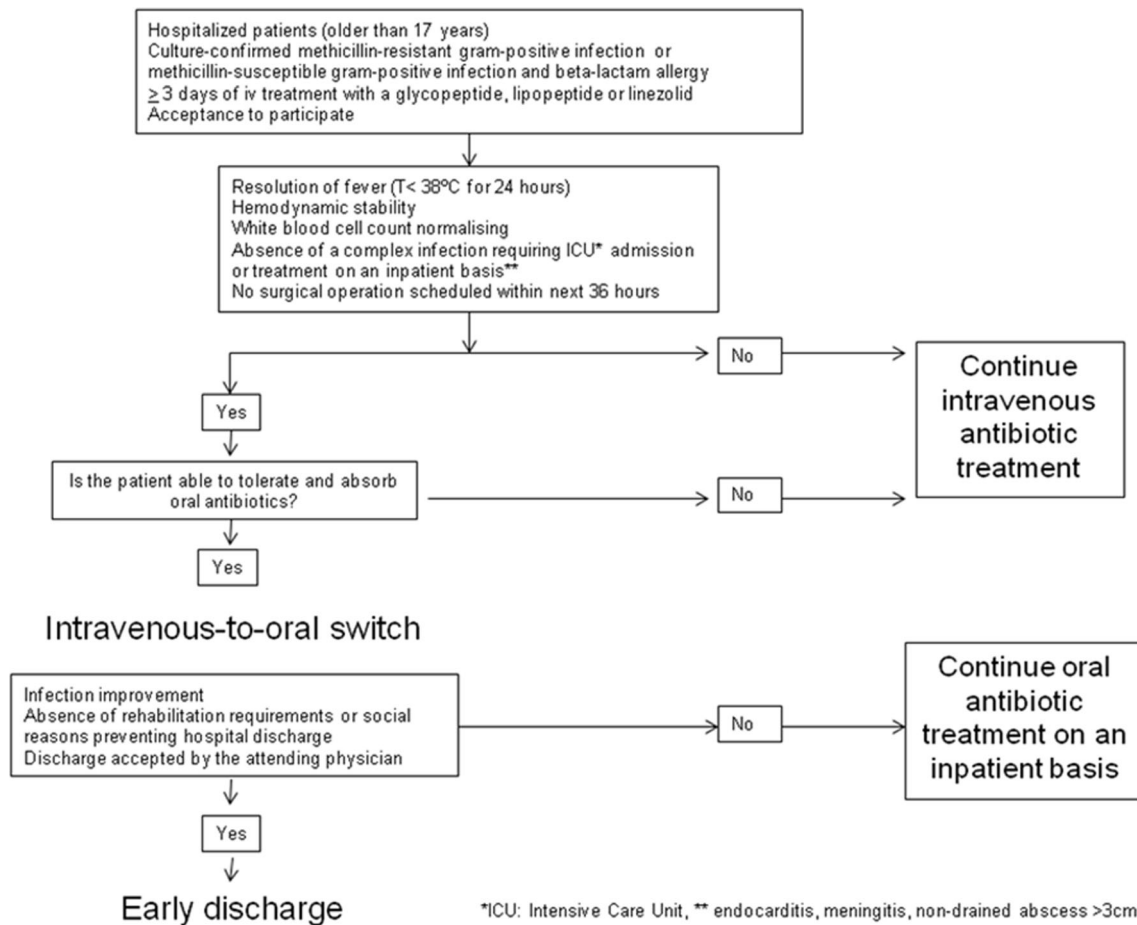 Hospitalized patients (older than 17 years)
Culture-confirmed methicillin-resistant gram-positive infection or
methicillin-susceptible gram-positive infection and beta-lactam allergy
≥ 3 days of iv treatment with a glycopeptide, lipopeptide or linezolid
Acceptance to participate
Resolution of fever (T< 38ºC for 24 hours)
Hemodynamic stability
White blood cell count normalising
Absence of a complex infection requiring ICU* admission
or treatment on an inpatient basis**
No surgical operation scheduled within next 36 hours
No
Continue
intravenous
antibiotic
treatment
Yes
Is the patient able to tolerate and absorb
oral antibiotics?
No
Yes
Intravenous-to-oral switch
Infection improvement
Absence of rehabilitation requirements or social
reasons preventing hospital discharge
Discharge accepted by the attending physician
No
Continue oral
antibiotic
treatment on an
inpatient basis
Yes
Early discharge
*ICU: Intensive Care Unit, ** endocarditis, meningitis, non-drained abscess >3cm